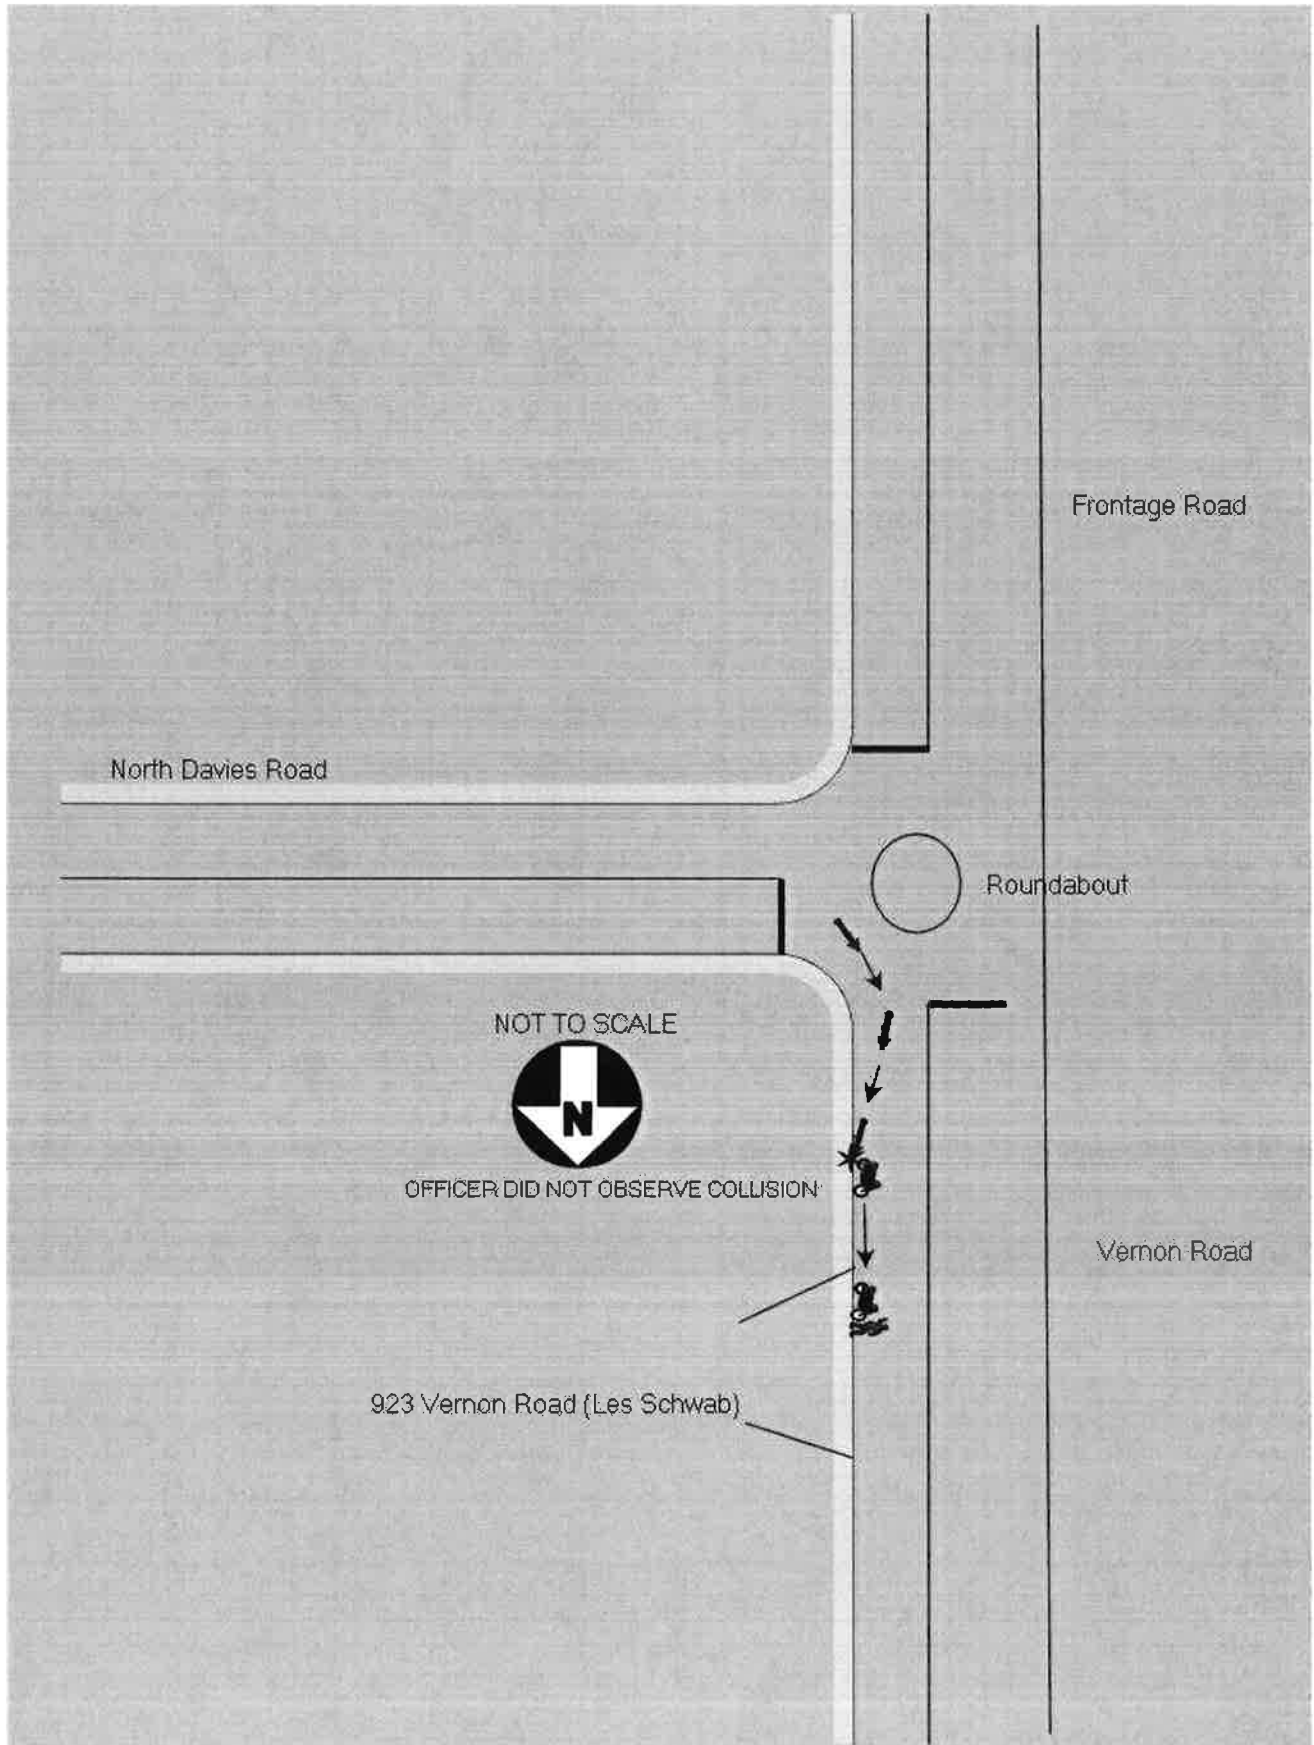 Frontage Road
North Davies Road
Roundabout
NOT TO SCALE
N
OFFICER DID NOT OBSERVE COLLISION
Vernon Road
923 Vernon Road (Les Schwab)